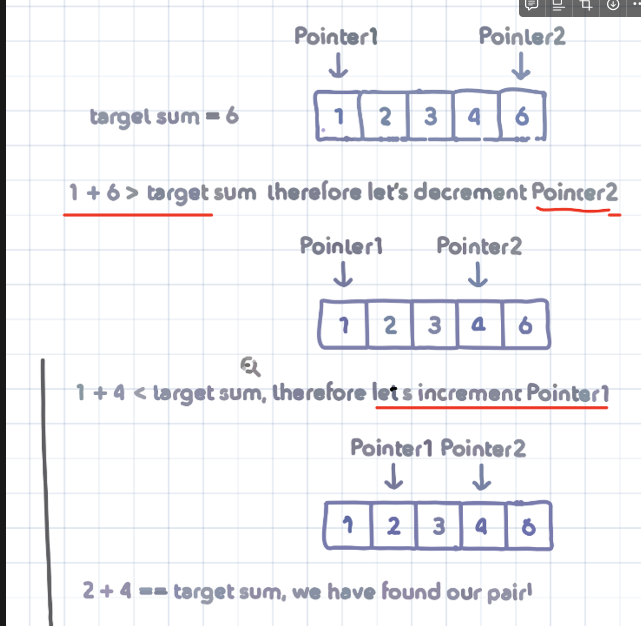 Pointer1 Pointer2
target sum = 6
1 2 3 4 6
1 + 6 > target sum therefore let's decrement Pointer2
Pointer1 Pointer2
1 2 3 4 6
1 + 4 < target sum, therefore let's increment Pointer1
Pointer1 Pointer2
1 2 3 4 6
2 + 4 == target sum, we have found our pair!